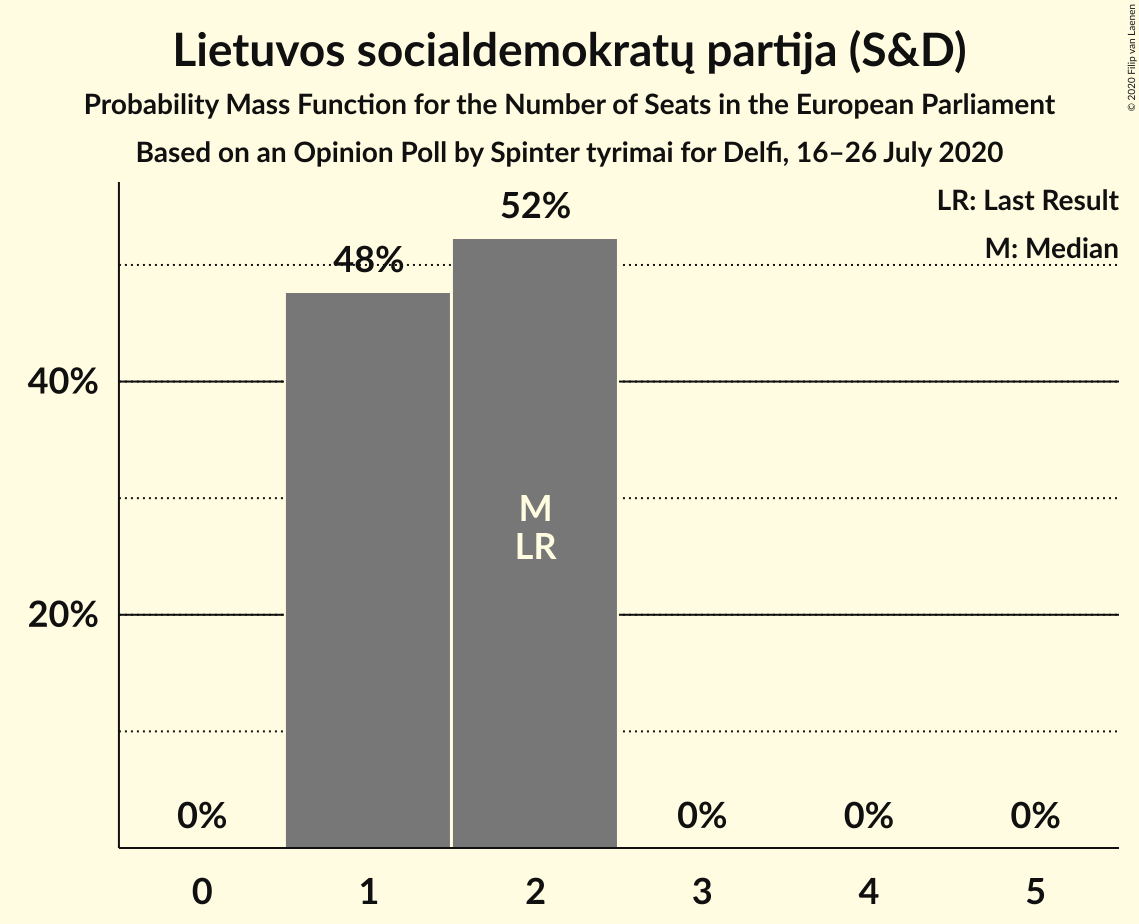 Lietuvos socialdemokratų partija (S&D)
Probability Mass Function for the Number of Seats in the European Parliament
Based on an Opinion Poll by Spinter tyrimai for Delfi, 16–26 July 2020
© 2020 Filip van Laenen
LR: Last Result
M: Median
52%
48%
40%
20%
M
LR
0%
0%
0%
0%
0 1 2 3 4 5